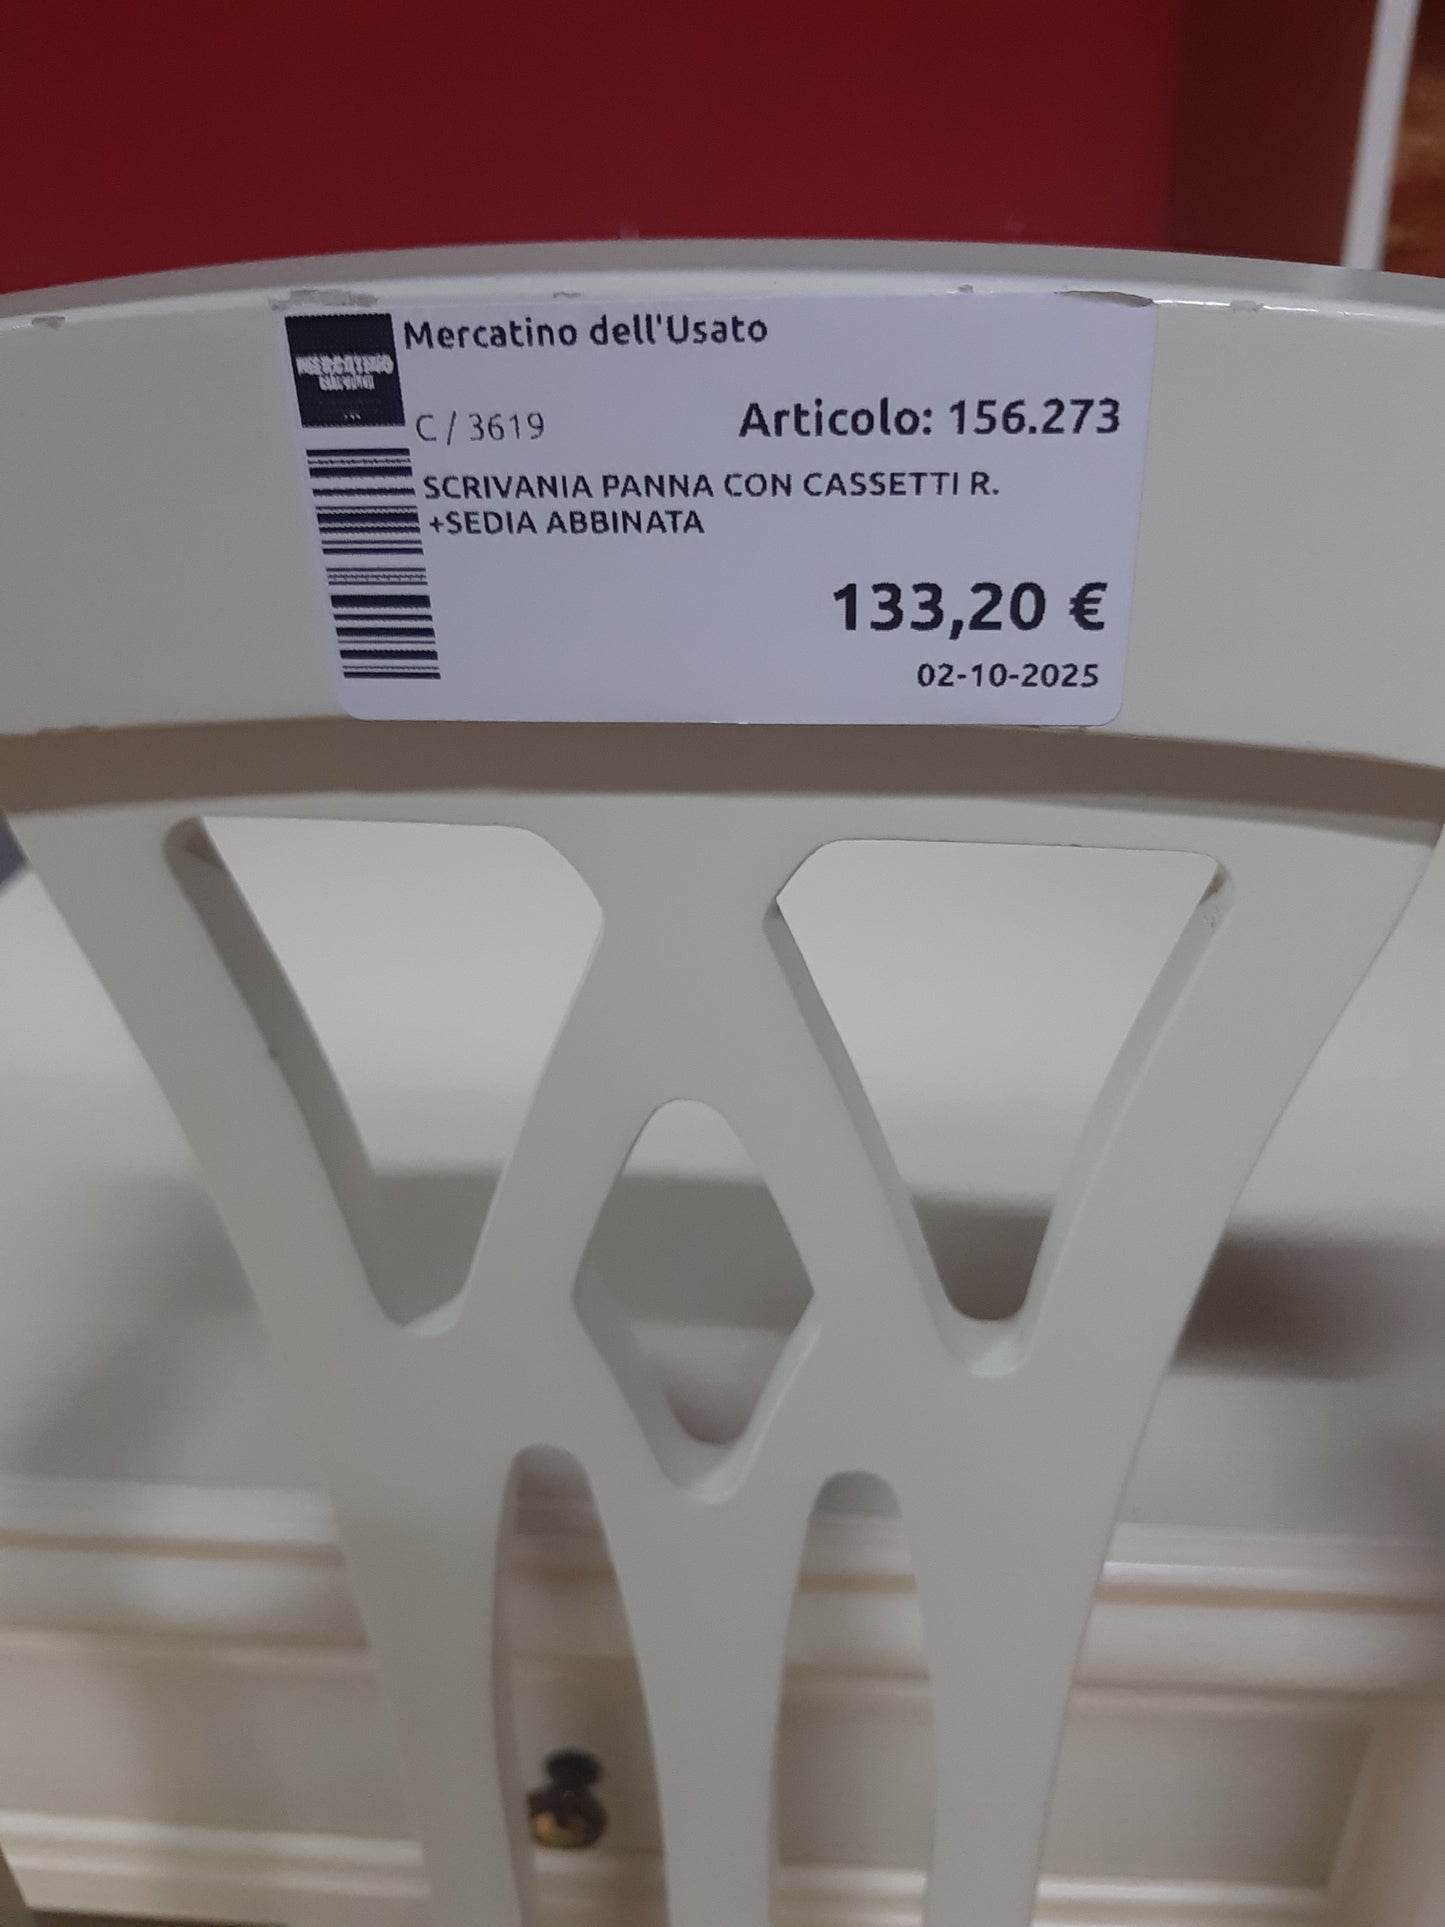 Mercatino dell'Usato
C / 3619
Articolo: 156.273
SCRIVANIA PANNA CON CASSETTI R.
+SEDIA ABBINATA
133,20 €
02-10-2025